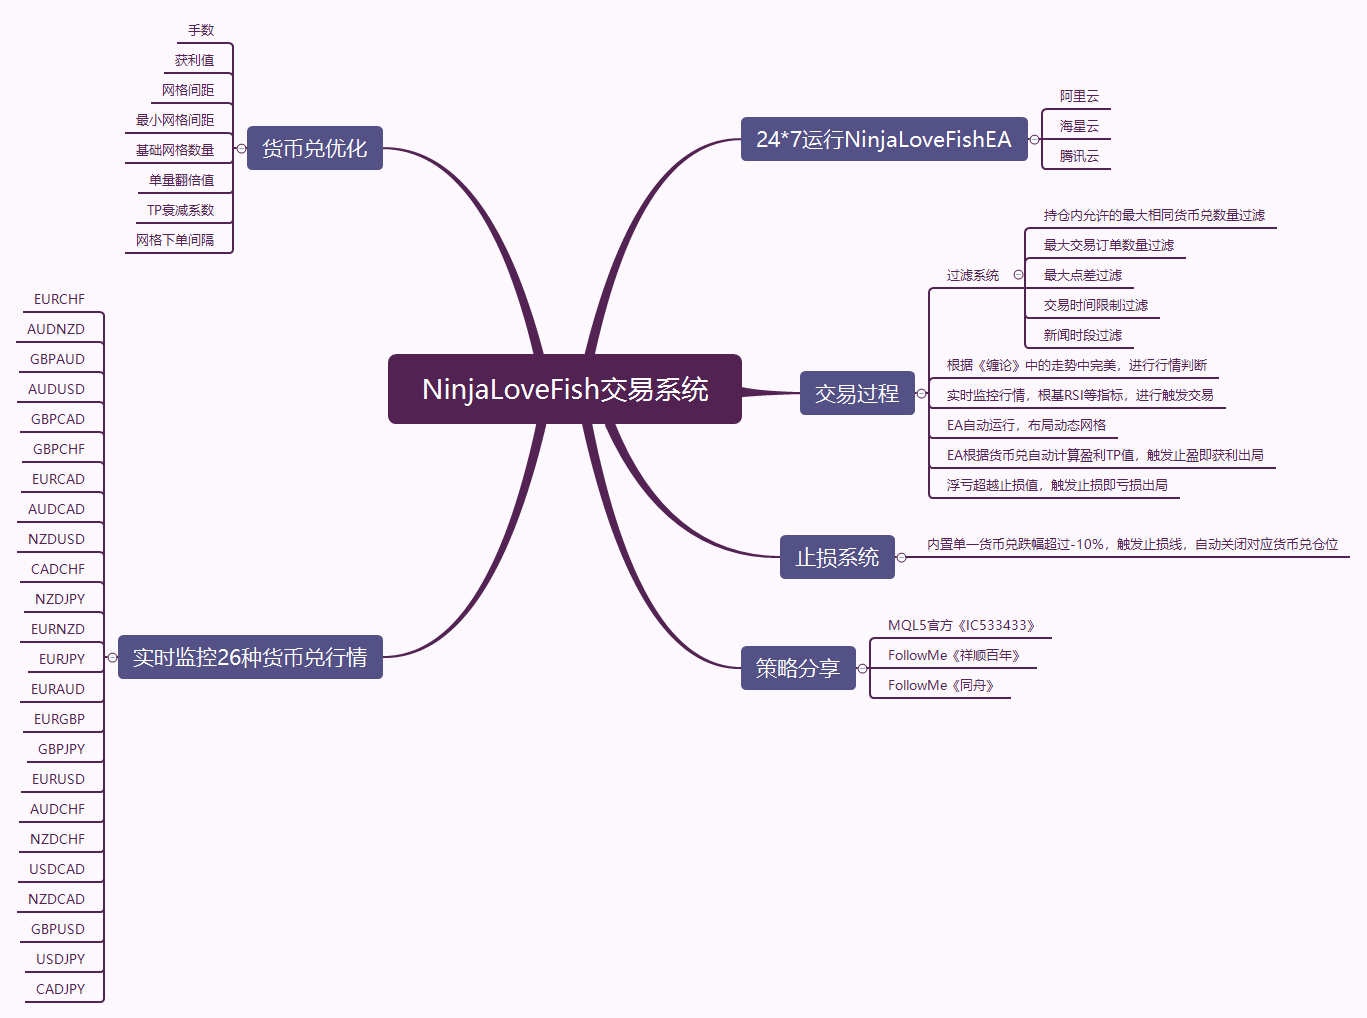 NinjaLoveFish交易系统
24*7运行NinjaLoveFishEA
阿里云
海星云
腾讯云
交易过程
过滤系统
持仓内允许的最大相同货币兑数量过滤
最大交易订单数量过滤
最大点差过滤
交易时间限制过滤
新闻时段过滤
根据《缠论》中的走势中完美，进行行情判断
实时监控行情，根基RSI等指标，进行触发交易
EA自动运行，布局动态网格
EA根据货币兑自动计算盈利TP值，触发止盈即获利出局
浮亏超越止损值，触发止损即亏损出局
止损系统
内置单一货币兑跌幅超过-10%，触发止损线，自动关闭对应货币兑仓位
策略分享
MQL5官方《IC533433》
FollowMe《祥顺百年》
FollowMe《同舟》
货币兑优化
手数
获利值
网格间距
最小网格间距
基础网格数量
单量翻倍值
TP衰减系数
网格下单间隔
实时监控26种货币兑行情
EURCHF
AUDNZD
GBPAUD
AUDUSD
GBPCAD
GBPCHF
EURCAD
AUDCAD
NZDUSD
CADCHF
NZDJPY
EURNZD
EURJPY
EURAUD
EURGBP
GBPJPY
EURUSD
AUDCHF
NZDCHF
USDCAD
NZDCAD
GBPUSD
USDJPY
CADJPY